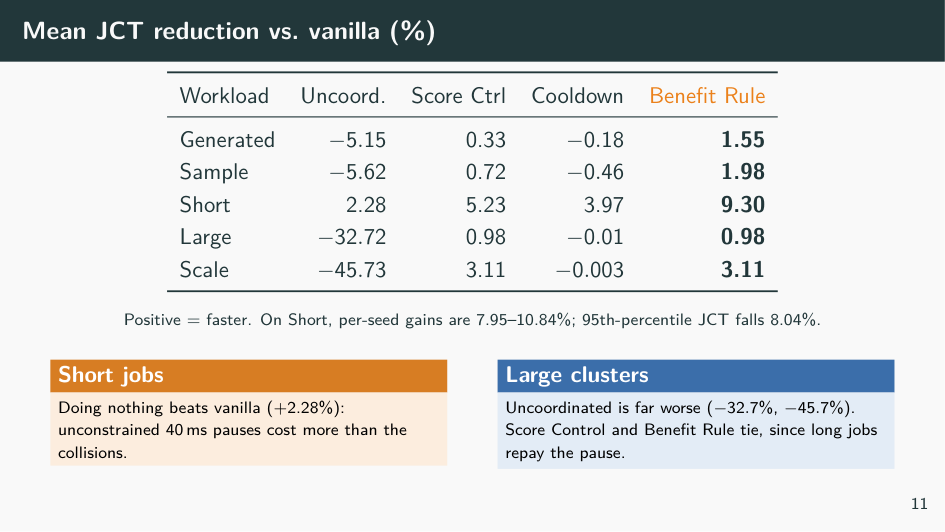 Mean JCT reduction vs. vanilla (%)
Workload Uncoord. Score Ctrl Cooldown Benefit Rule
Generated −5.15 0.33 −0.18 1.55
Sample −5.62 0.72 −0.46 1.98
Short 2.28 5.23 3.97 9.30
Large −32.72 0.98 −0.01 0.98
Scale −45.73 3.11 −0.003 3.11
Positive = faster. On Short, per-seed gains are 7.95–10.84%; 95th-percentile JCT falls 8.04%.
Short jobs
Doing nothing beats vanilla (+2.28%):
unconstrained 40 ms pauses cost more than the
collisions.
Large clusters
Uncoordinated is far worse (−32.7%, −45.7%).
Score Control and Benefit Rule tie, since long jobs
repay the pause.
11